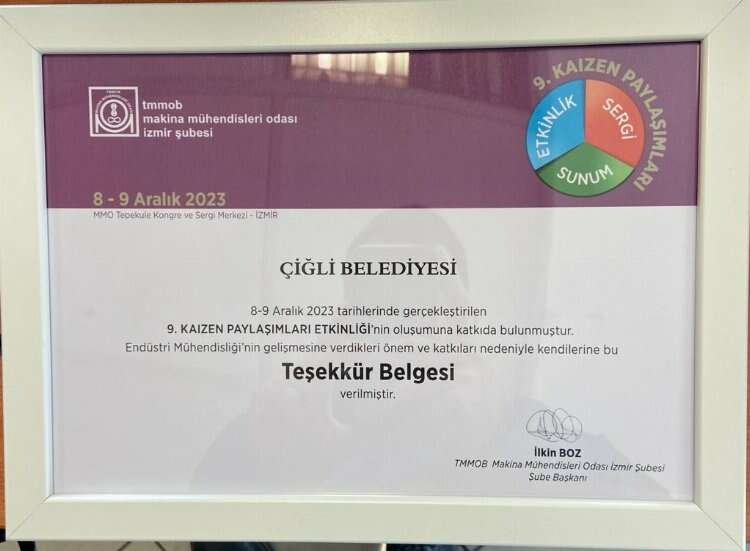 tmmob
makina mühendisleri odası
izmir şubesi
9. KAIZEN PAYLAŞIMLARI
ETKİNLİK
SERGİ
SUNUM
8 - 9 Aralık 2023
MMO Tepekule Kongre ve Sergi Merkezi - İZMİR
ÇİĞLİ BELEDİYESİ
8-9 Aralık 2023 tarihlerinde gerçekleştirilen
9. KAIZEN PAYLAŞIMLARI ETKİNLİĞİ'nin oluşumuna katkıda bulunmuştur.
Endüstri Mühendisliği'nin gelişmesine verdikleri önem ve katkıları nedeniyle kendilerine bu
Teşekkür Belgesi
verilmiştir.
İlkin BOZ
TMMOB Makina Mühendisleri Odası İzmir Şubesi
Şube Başkanı